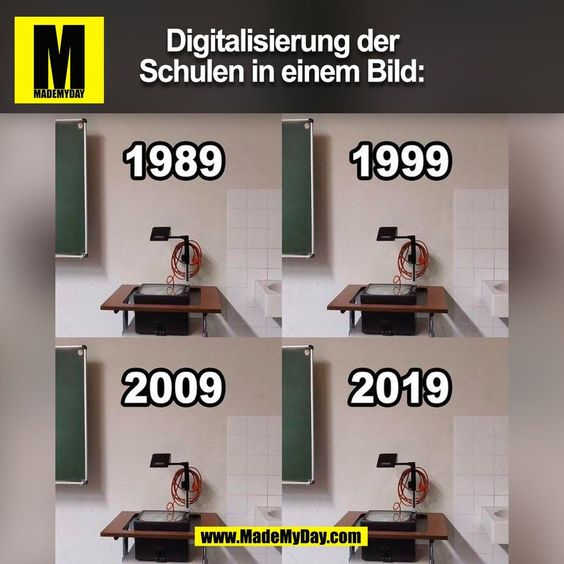 M
MADEMYDAY
Digitalisierung der
Schulen in einem Bild:
1989
1999
2009
2019
www.MadeMyDay.com